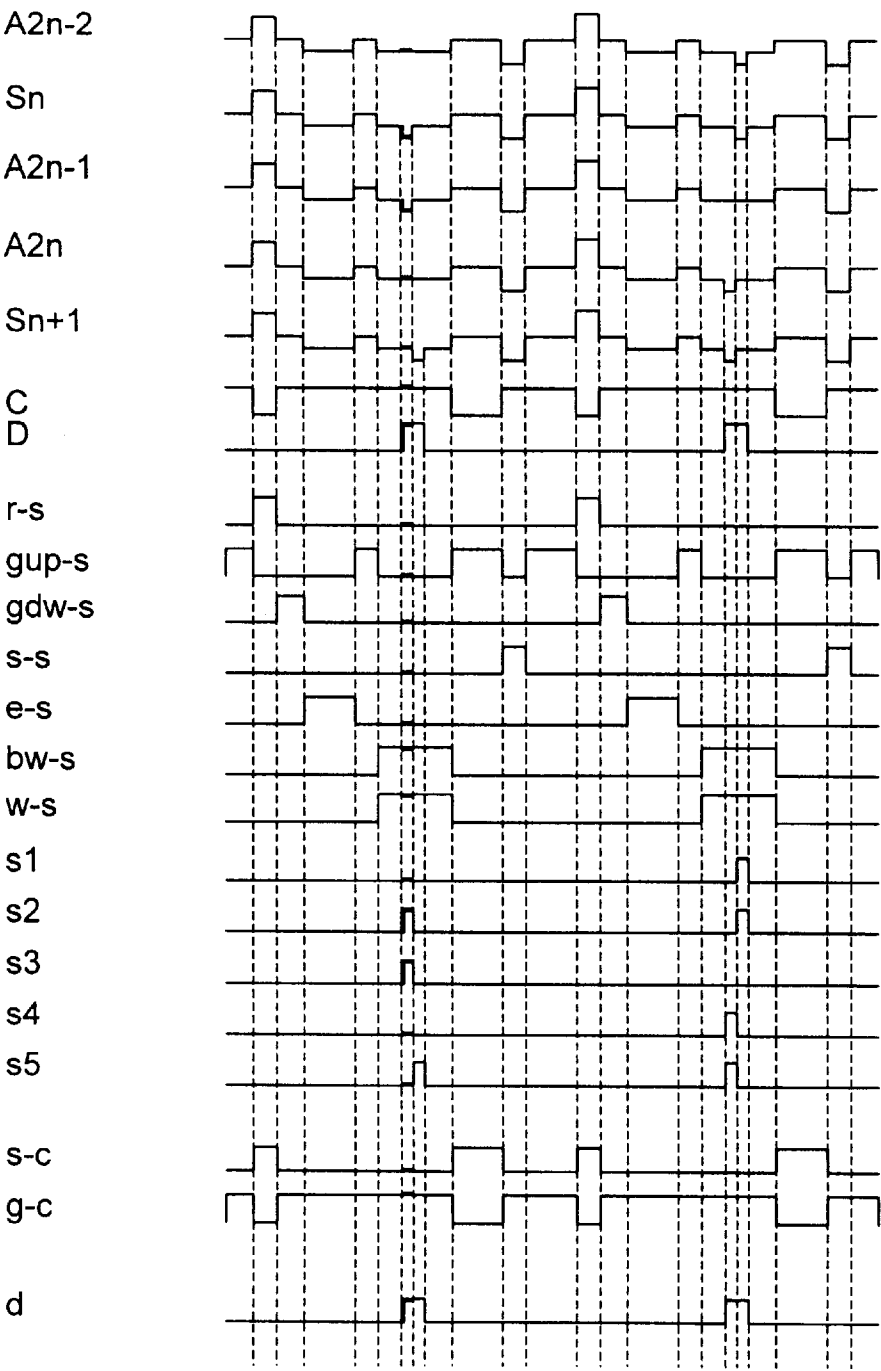 A2n-2
Sn
A2n-1
A2n
Sn+1
C
D
r-s
gup-s
gdw-s
s-s
e-s
bw-s
w-s
s1
s2
s3
s4
s5
s-c
g-c
d